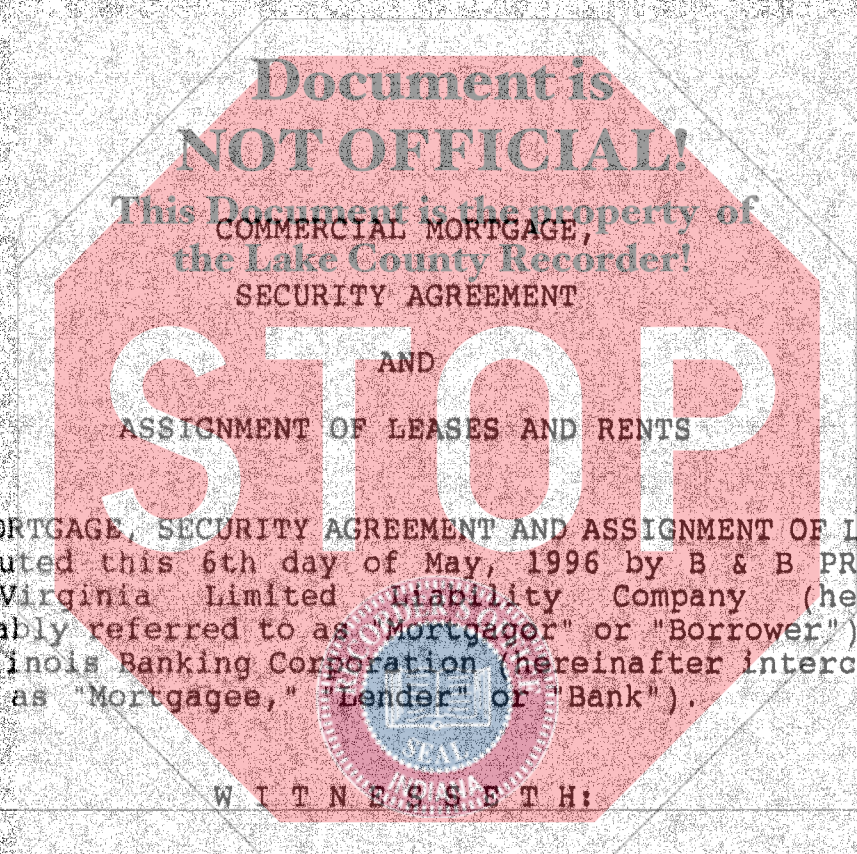 Document is
NOT OFFICIAL!
This Document is the property of
COMMERCIAL MORTGAGE,
the Lake County Recorder!
SECURITY AGREEMENT
STOP
AND
ASSIGNMENT OF LEASES AND RENTS
ORTGAGE, SECURITY AGREEMENT AND ASSIGNMENT OF L
uted this 6th day of May, 1996 by B & B PR
Virginia Limited Liability Company (he
ably referred to as "Mortgagor" or "Borrower")
inois Banking Corporation (hereinafter interc
as "Mortgagee," "Lender" or "Bank").
SEAL
INDIANA
W I T N E S S E T H: